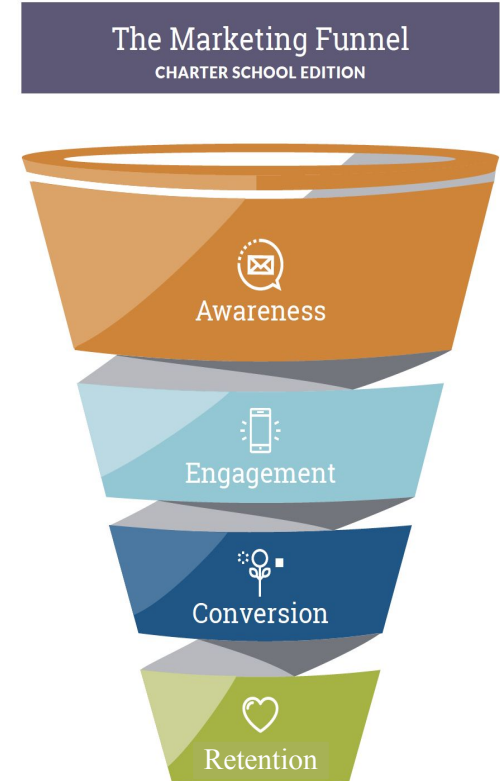 The Marketing Funnel
CHARTER SCHOOL EDITION
Awareness
Engagement
Conversion
Retention